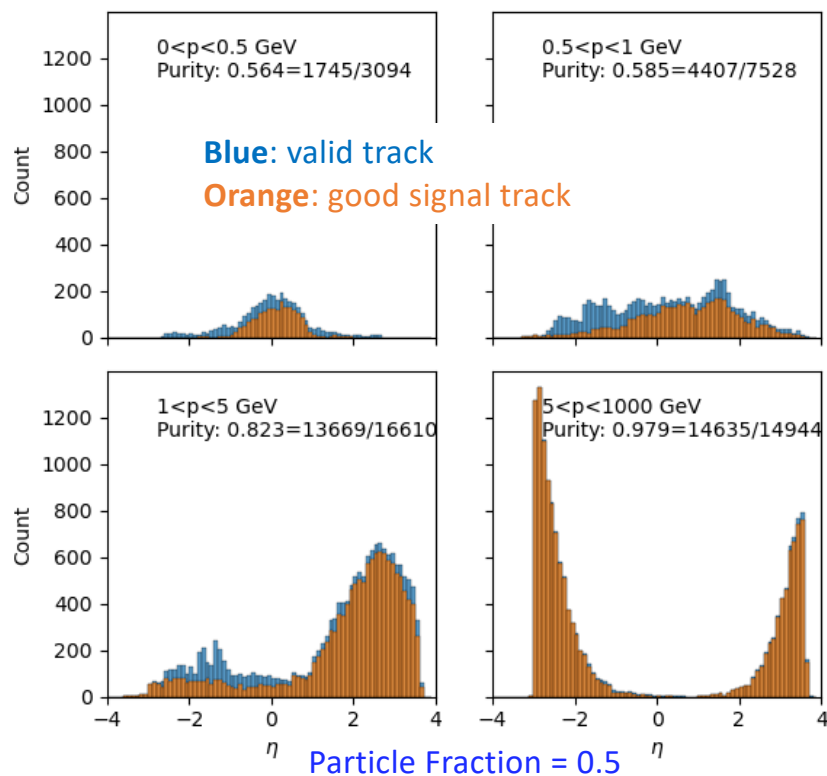 0<p<0.5 GeV
Purity: 0.564=1745/3094
0.5<p<1 GeV
Purity: 0.585=4407/7528
1200
1000
800
600
400
200
0
Count
Blue: valid track
Orange: good signal track
1<p<5 GeV
Purity: 0.823=13669/16610
5<p<1000 GeV
Purity: 0.979=14635/14944
1200
1000
800
600
400
200
0
Count
−4 −2 0 2 4
−4 −2 0 2 4
η
η
Particle Fraction = 0.5